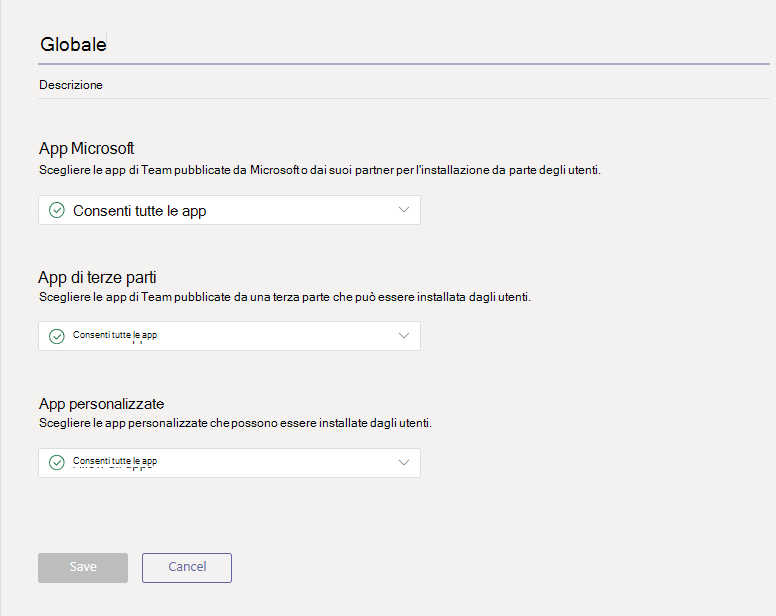 Globale
Descrizione
App Microsoft
Scegliere le app di Team pubblicate da Microsoft o dai suoi partner per l'installazione da parte degli utenti.
Consenti tutte le app
App di terze parti
Scegliere le app di Team pubblicate da una terza parte che può essere installata dagli utenti.
Consenti tutte le app
App personalizzate
Scegliere le app personalizzate che possono essere installate dagli utenti.
Consenti tutte le app
Save Cancel